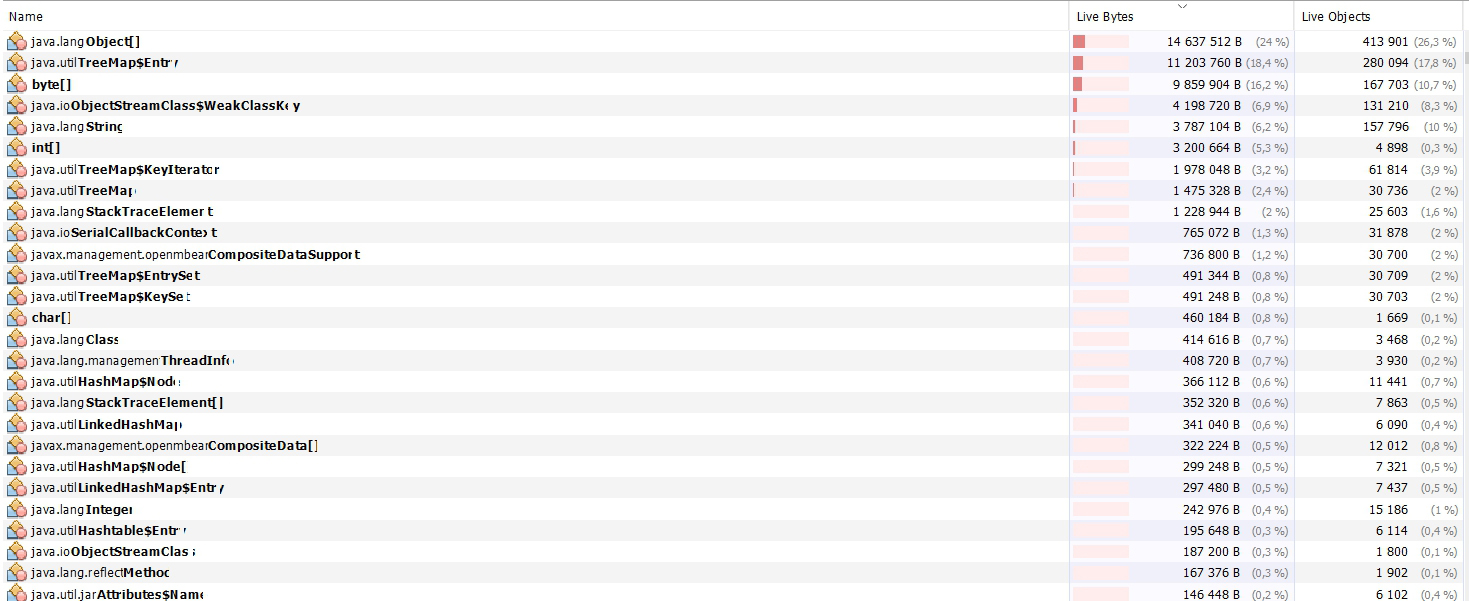 Name Live Bytes Live Objects
java.lang.Object[] 14 637 512 B (24 %) 413 901 (26,3 %)
java.util.TreeMap$Entry 11 203 760 B (18,4 %) 280 094 (17,8 %)
byte[] 9 859 904 B (16,2 %) 167 703 (10,7 %)
java.io.ObjectStreamClass$WeakClassKey 4 198 720 B (6,9 %) 131 210 (8,3 %)
java.lang.String 3 787 104 B (6,2 %) 157 796 (10 %)
int[] 3 200 664 B (5,3 %) 4 898 (0,3 %)
java.util.TreeMap$KeyIterator 1 978 048 B (3,2 %) 61 814 (3,9 %)
java.util.TreeMap 1 475 328 B (2,4 %) 30 736 (2 %)
java.lang.StackTraceElement 1 228 944 B (2 %) 25 603 (1,6 %)
java.io.SerialCallbackContext 765 072 B (1,3 %) 31 878 (2 %)
javax.management.openmbean.CompositeDataSupport 736 800 B (1,2 %) 30 700 (2 %)
java.util.TreeMap$EntrySet 491 344 B (0,8 %) 30 709 (2 %)
java.util.TreeMap$KeySet 491 248 B (0,8 %) 30 703 (2 %)
char[] 460 184 B (0,8 %) 1 669 (0,1 %)
java.lang.Class 414 616 B (0,7 %) 3 468 (0,2 %)
java.lang.management.ThreadInfo 408 720 B (0,7 %) 3 930 (0,2 %)
java.util.HashMap$Node 366 112 B (0,6 %) 11 441 (0,7 %)
java.lang.StackTraceElement[] 352 320 B (0,6 %) 7 863 (0,5 %)
java.util.LinkedHashMap 341 040 B (0,6 %) 6 090 (0,4 %)
javax.management.openmbean.CompositeData[] 322 224 B (0,5 %) 12 012 (0,8 %)
java.util.HashMap$Node[] 299 248 B (0,5 %) 7 321 (0,5 %)
java.util.LinkedHashMap$Entry 297 480 B (0,5 %) 7 437 (0,5 %)
java.lang.Integer 242 976 B (0,4 %) 15 186 (1 %)
java.util.Hashtable$Entry 195 648 B (0,3 %) 6 114 (0,4 %)
java.io.ObjectStreamClass 187 200 B (0,3 %) 1 800 (0,1 %)
java.lang.reflect.Method 167 376 B (0,3 %) 1 902 (0,1 %)
java.util.jar.Attributes$Name 146 448 B (0,2 %) 6 102 (0,4 %)